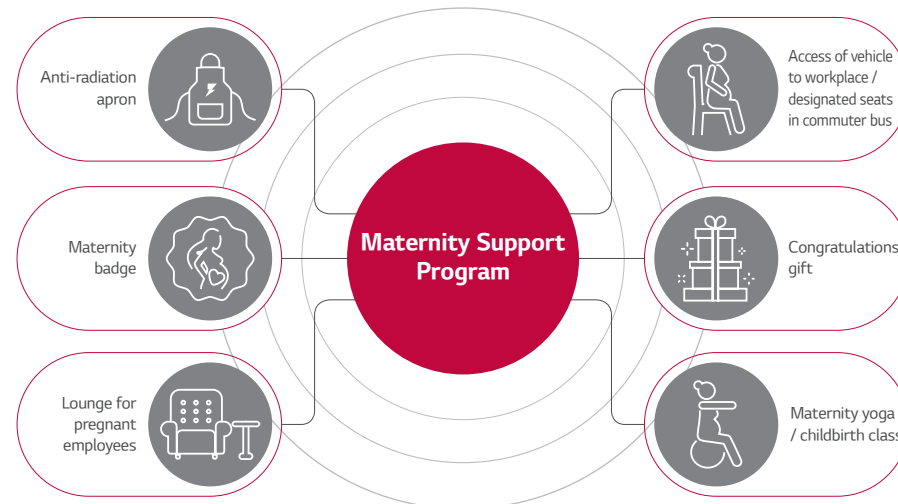 Anti-radiation
apron
Maternity
badge
Lounge for
pregnant
employees
Maternity Support
Program
Access of vehicle
to workplace /
designated seats
in commuter bus
Congratulations
gift
Maternity yoga
/ childbirth class